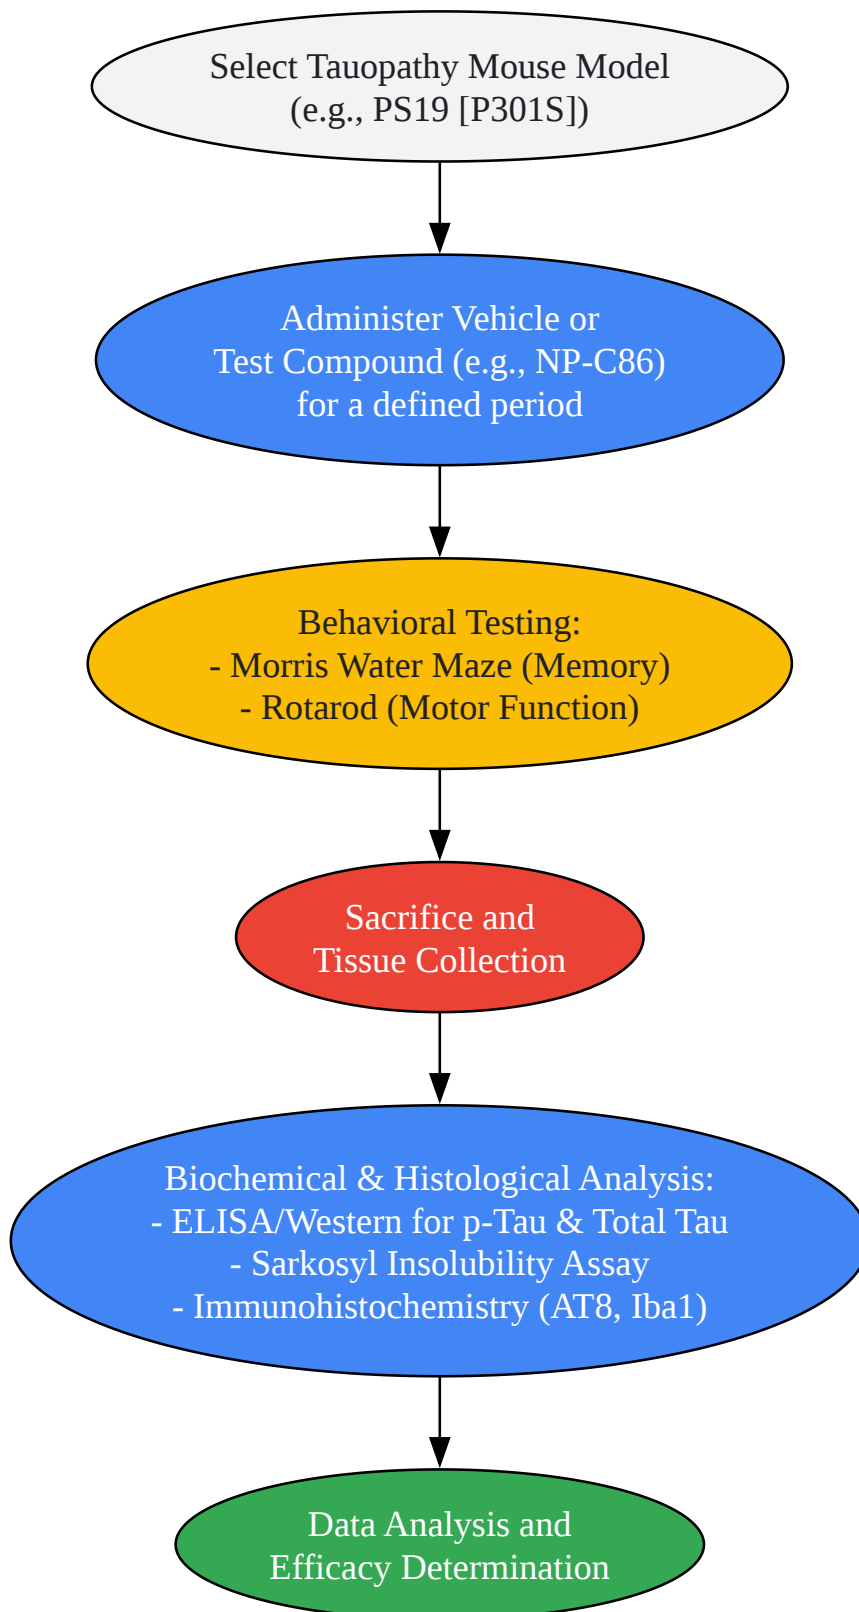 Select Tauopathy Mouse Model
(e.g., PS19 [P301S])
Administer Vehicle or
Test Compound (e.g., NP-C86)
for a defined period
Behavioral Testing:
- Morris Water Maze (Memory)
- Rotarod (Motor Function)
Sacrifice and
Tissue Collection
Biochemical & Histological Analysis:
- ELISA/Western for p-Tau & Total Tau
- Sarkosyl Insolubility Assay
- Immunohistochemistry (AT8, Iba1)
Data Analysis and
Efficacy Determination